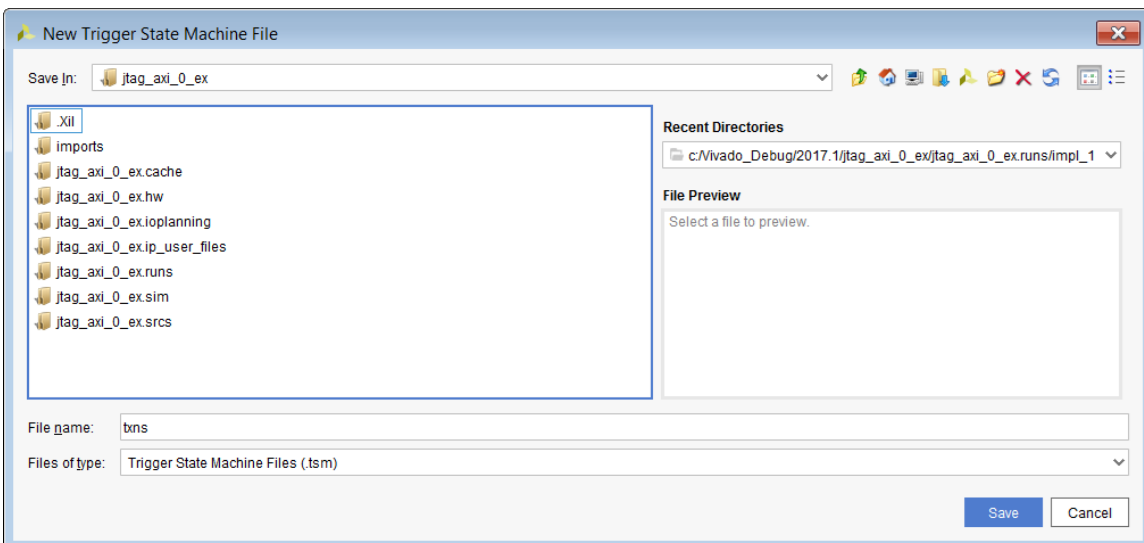 New Trigger State Machine File
Save In: jtag_axi_0_ex
.Xil
imports
jtag_axi_0_ex.cache
jtag_axi_0_ex.hw
jtag_axi_0_ex.ioplanning
jtag_axi_0_ex.ip_user_files
jtag_axi_0_ex.runs
jtag_axi_0_ex.sim
jtag_axi_0_ex.srcs
Recent Directories
c:/Vivado_Debug/2017.1/jtag_axi_0_ex/jtag_axi_0_ex.runs/impl_1
File Preview
Select a file to preview.
File name: txns
Files of type: Trigger State Machine Files (.tsm)
Save Cancel